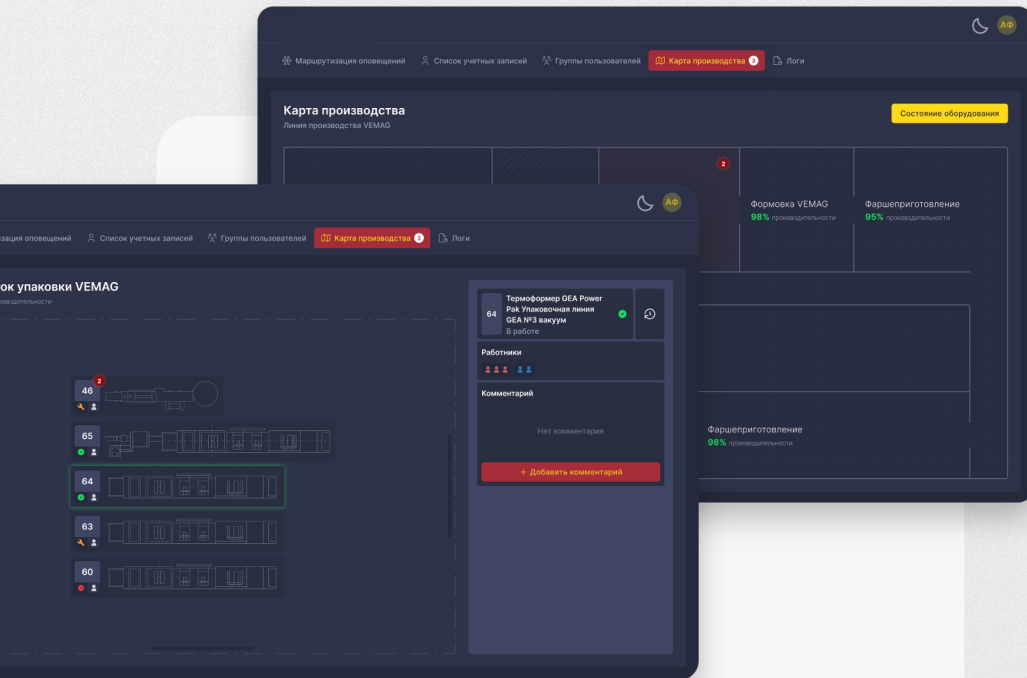 АФ
Маршрутизация оповещений
Список учетных записей
Группы пользователей
Карта производства 3
Логи
Карта производства
Линия производства VEMAG
Состояние оборудования
2
Формовка VEMAG
98% производительности
Фаршеприготовление
95% производительности
Фаршеприготовление
98% производительности
АФ
зация оповещений
Список учетных записей
Группы пользователей
Карта производства 3
Логи
ок упаковки VEMAG
изводительности
46
2
65
64
63
60
64
Термоформер GEA Power
Pak Упаковочная линия
GEA №3 вакуум
В работе
Работники
Комментарий
Нет комментария
+ Добавить комментарий